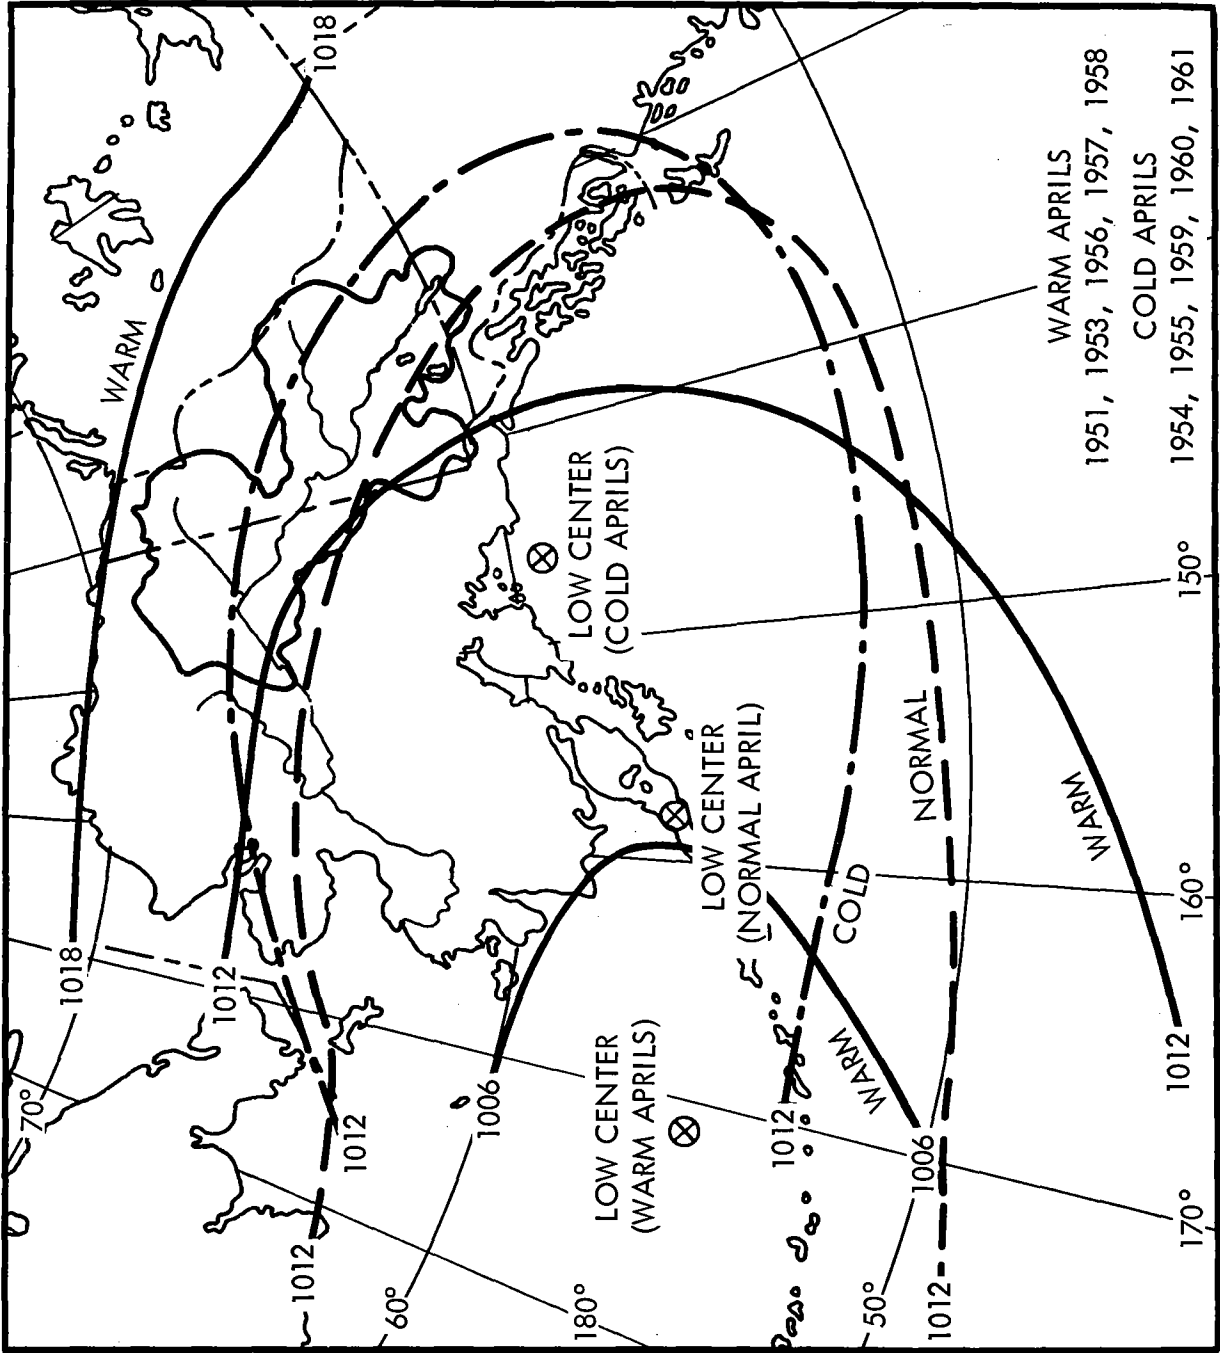 1018
WARM
1018
1012
70°
1012
1012
1006
LOW CENTER
(COLD APRILS)
LOW CENTER
(NORMAL APRIL)
LOW CENTER
(WARM APRILS)
WARM APRILS
1951, 1953, 1956, 1957, 1958
COLD APRILS
1954, 1955, 1959, 1960, 1961
NORMAL
COLD
WARM
WARM
1012
1006
1012
1012
60°
180°
50°
170°
160°
150°